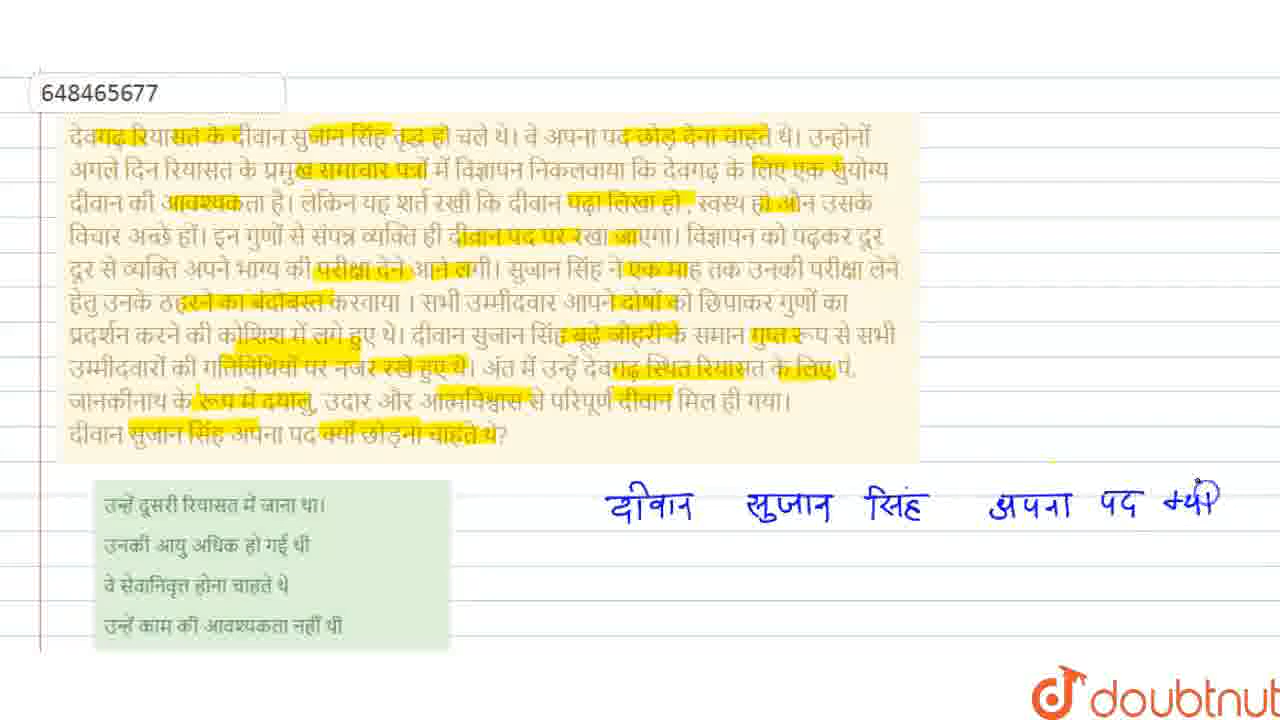 648465677
देवगढ़ रियासत के दीवान सुजान सिंह वृद्ध हो चले थे। वे अपना पद छोड़ देना चाहते थे। उन्होनों
अगले दिन रियासत के प्रमुख समाचार पत्रों में विज्ञापन निकलवाया कि देवगढ़ के लिए एक सुयोग्य
दीवान की आवश्यकता है। लेकिन यह शर्त रखी कि दीवान पढ़ा लिखा हो , स्वस्थ हो औन उसके
विचार अच्छे हों। इन गुणों से संपन्न व्यक्ति ही दीवान पद पर रखा जाएगा। विज्ञापन को पढ़कर दूर
दूर से व्यक्ति अपने भाग्य की परीक्षा देने आने लगी। सुजान सिंह ने एक माह तक उनकी परीक्षा लेने
हेतु उनके ठहरने का बंदोबस्त करवाया । सभी उम्मीदवार आपने दोषों को छिपाकर गुणों का
प्रदर्शन करने की कोशिश में लगे हुए थे। दीवान सुजान सिंह बूढ़े जोहरी के समान गुप्त रूप से सभी
उम्मीदवारों की गतिविधियों पर नजर रखे हुए थे। अंत में उन्हें देवगढ़ स्थित रियासत के लिए पं.
जानकीनाथ के रूप में दयालु, उदार और आत्मविश्वास से परिपूर्ण दीवान मिल ही गया।
दीवान सुजान सिंह अपना पद क्यों छोड़ना चाहते थे?
उन्हें दूसरी रियासत में जाना था।
दीवान सुजान सिंह अपना पद क्यों
उनकी आयु अधिक हो गई थी
वे सेवानिवृत्त होना चाहते थे
उन्हें काम की आवश्यकता नहीं थी
doubtnut